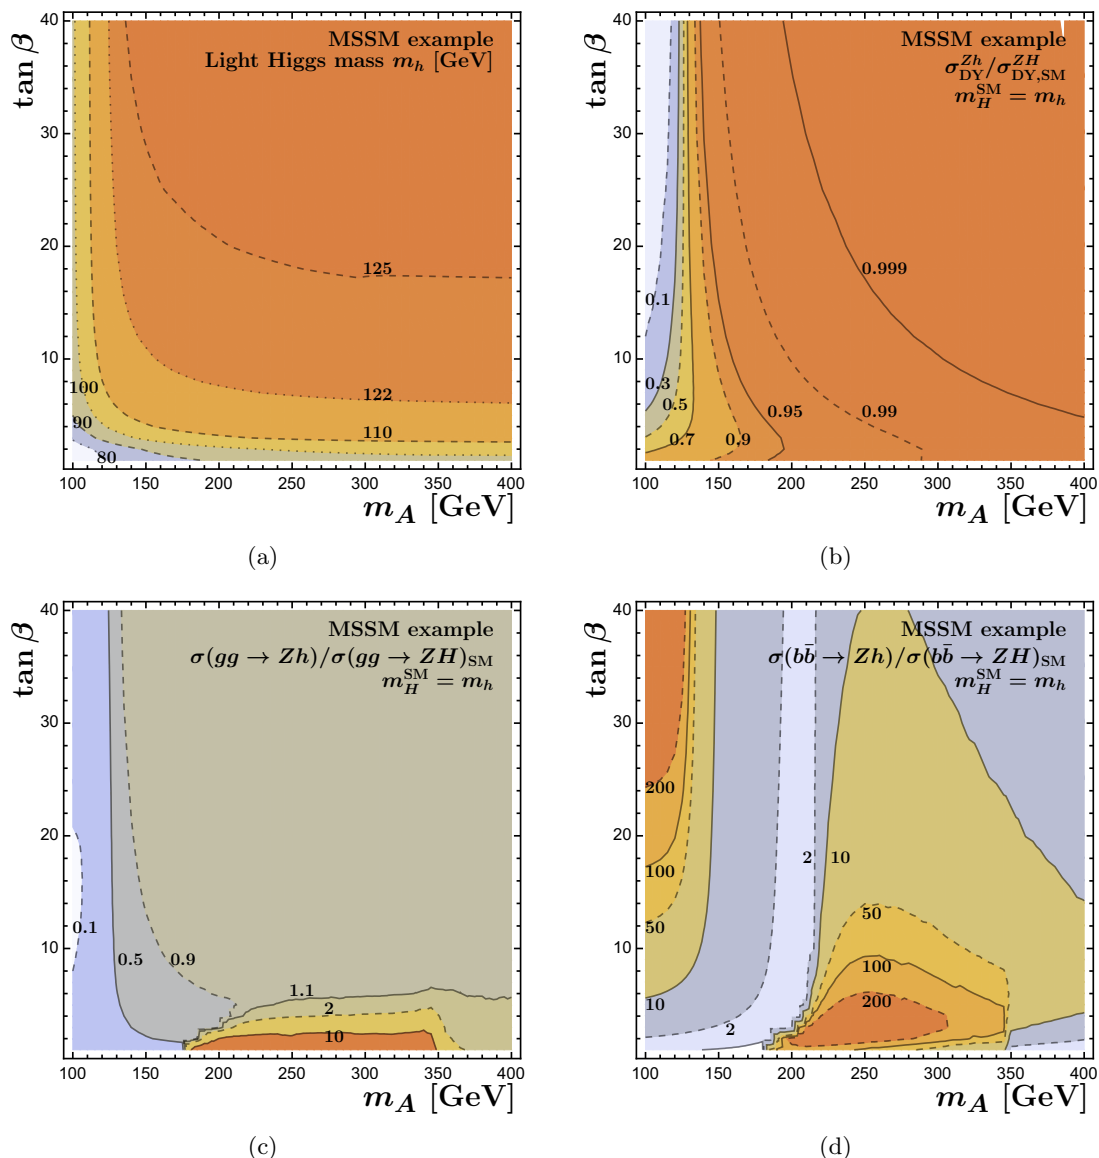 MSSM example
Light Higgs mass m_h [GeV]
125
122
110
100
90
80
40
30
20
10
tan β
100 150 200 250 300 350 400
m_A [GeV]
(a)
MSSM example
σ^{Zh}_{DY}/σ^{ZH}_{DY,SM}
m_H^{SM} = m_h
0.999
0.1
0.3
0.5
0.7
0.9
0.95
0.99
40
30
20
10
tan β
100 150 200 250 300 350 400
m_A [GeV]
(b)
MSSM example
σ(gg → Zh)/σ(gg → ZH)_{SM}
m_H^{SM} = m_h
0.1
0.5
0.9
1.1
2
10
40
30
20
10
tan β
100 150 200 250 300 350 400
m_A [GeV]
(c)
MSSM example
σ(bb̄ → Zh)/σ(bb̄ → ZH)_{SM}
m_H^{SM} = m_h
200
100
50
10
2
2
10
50
100
200
40
30
20
10
tan β
100 150 200 250 300 350 400
m_A [GeV]
(d)